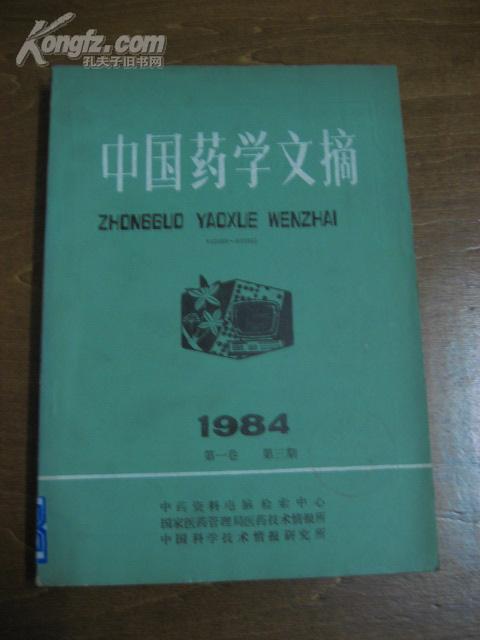 Kongfz.com
孔夫子旧书网
中国药学文摘
ZHONGGUO YAOXUE WENZHAI
1984
第一卷 第三期
中药资料电脑检索中心
国家医药管理局医药技术情报所
中国科学技术情报研究所